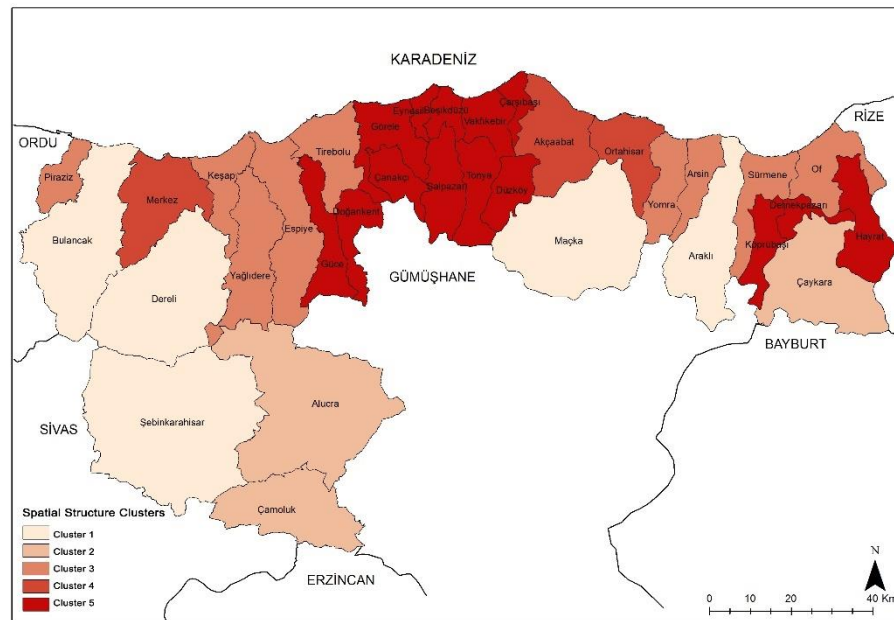 KARADENİZ
ORDU
RİZE
Piraziz
Bulancak
Merkez
Keşap
Dereli
Yağlıdere
Espiye
Tirebolu
Güce
Doğankent
Görele
Çanakçı
Eynesil
Beşikdüzü
Şalpazarı
Vakfıkebir
Tonya
Çarşıbaşı
Düzköy
Akçaabat
Ortahisar
Maçka
Yomra
Arsin
Araklı
Sürmene
Of
Köprübaşı
Dernekpazarı
Hayrat
Çaykara
GÜMÜŞHANE
BAYBURT
SİVAS
Şebinkarahisar
Alucra
Çamoluk
ERZİNCAN
Spatial Structure Clusters
Cluster 1
Cluster 2
Cluster 3
Cluster 4
Cluster 5
N
0 10 20 40 Km